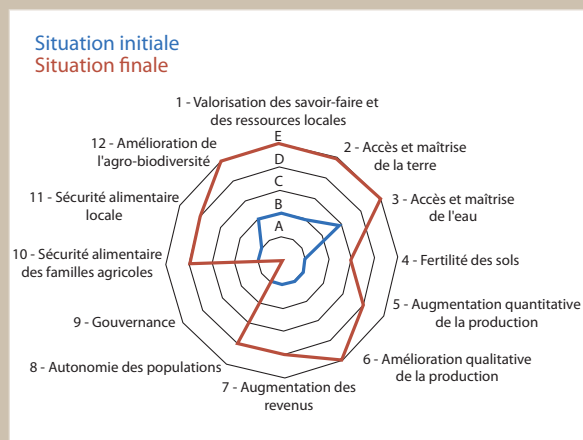 Situation initiale
Situation finale
1 - Valorisation des savoir-faire et
des ressources locales
E
D
C
B
A
2 - Accès et maîtrise
de la terre
3 - Accès et maîtrise
de l'eau
4 - Fertilité des sols
5 - Augmentation quantitative
de la production
6 - Amélioration qualitative
de la production
7 - Augmentation des
revenus
8 - Autonomie des populations
9 - Gouvernance
10 - Sécurité alimentaire
des familles agricoles
11 - Sécurité alimentaire
locale
12 - Amélioration de
l'agro-biodiversité